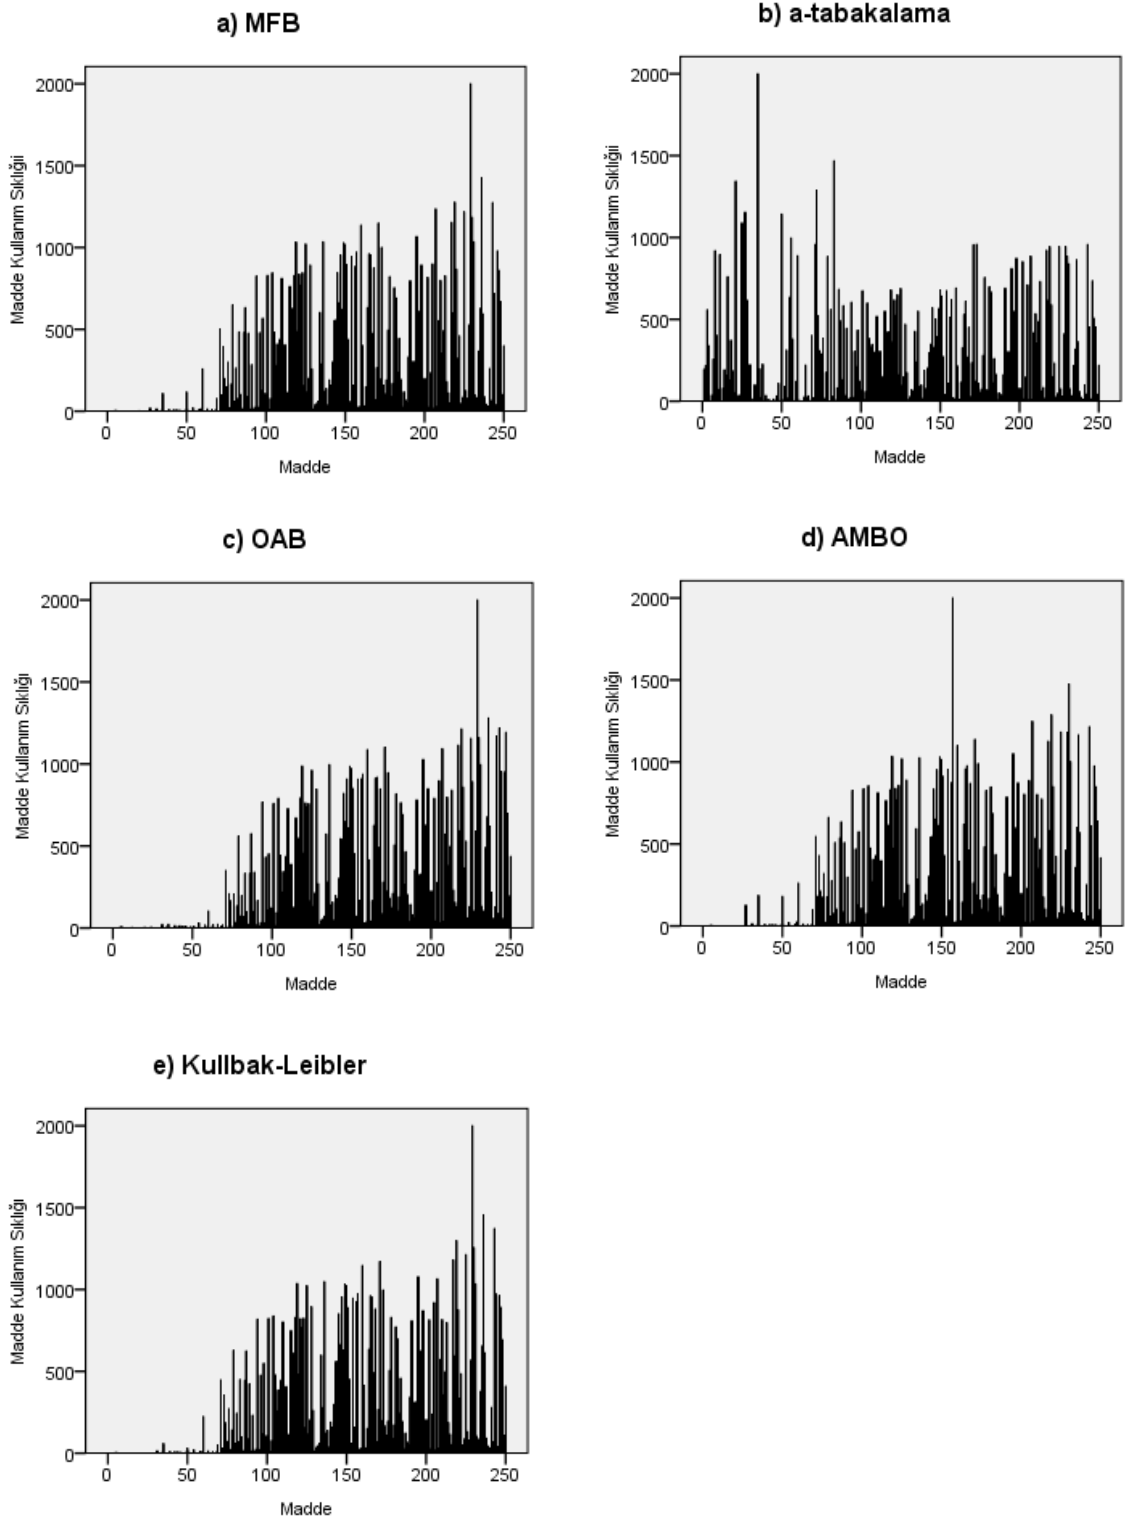 a) MFB
Madde Kullanım Sıklığıi
2000
1500
1000
500
0
0 50 100 150 200 250
Madde
b) a-tabakalama
Madde Kullanım Sıklığıi
2000
1500
1000
500
0
0 50 100 150 200 250
Madde
c) OAB
Madde Kullanım Sıklığı
2000
1500
1000
500
0
0 50 100 150 200 250
Madde
d) AMBO
Madde Kullanım Sıklığı
2000
1500
1000
500
0
0 50 100 150 200 250
Madde
e) Kullbak-Leibler
Madde Kullanım Sıklığı
2000
1500
1000
500
0
0 50 100 150 200 250
Madde